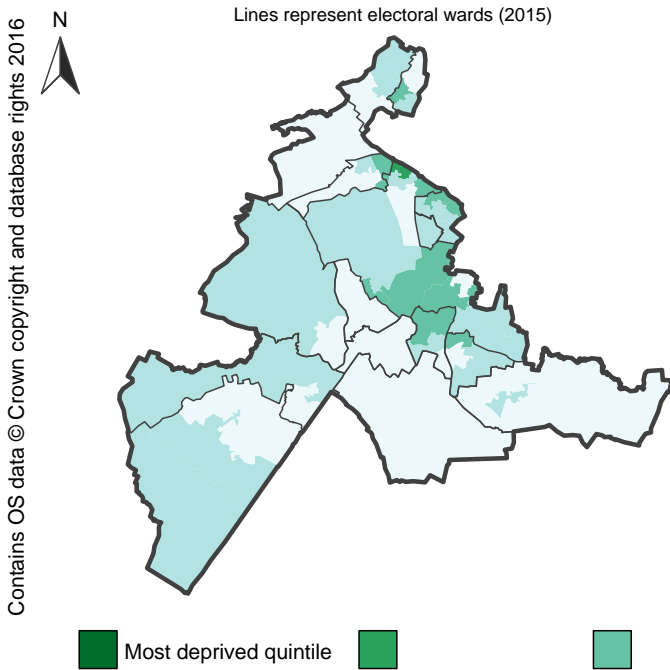 Lines represent electoral wards (2015)
N
Contains OS data © Crown copyright and database rights 2016
Most deprived quintile